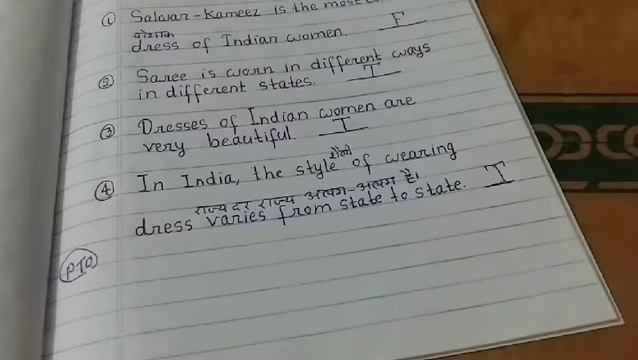 ① Salwar-Kameez is the most
पोशाक
dress of Indian women. F
② Saree is worn in different ways
in different states. T
③ Dresses of Indian women are
very beautiful. T
शैली
④ In India, the style of wearing
राज्य दर राज्य अलग-अलग है।
dress varies from state to state. T
PTO